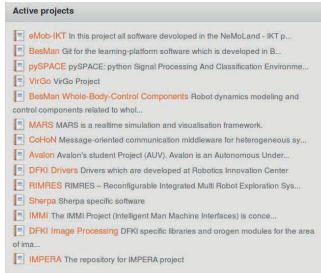 Active projects
eMob-IKT In this project all software devoloped in the NeMoLand - IKT p...
BesMan Git for the learning-platform software which is developed in B...
pySPACE pySPACE: python Signal Processing And Classification Environme...
VirGo VirGo Project
BesMan Whole-Body-Control Components Robot dynamics modeling and
control components related to whol...
MARS MARS is a realtime simulation and visualisation framework.
CoHoN Message-oriented communication middleware for heterogeneous sy...
Avalon Avalon's student Project (AUV). Avalon is an Autonomous Under...
DFKI Drivers Drivers which are developed at Robotics Innovation Center
RIMRES RIMRES – Reconfigurable Integrated Multi Robot Exploration Sys...
Sherpa Sherpa specific software
IMMI The IMMI Project (Intelligent Man Machine Interfaces) is conce...
DFKI Image Processing DFKI specific libraries and orogen modules for the area
of ima...
IMPERA The repository for IMPERA project